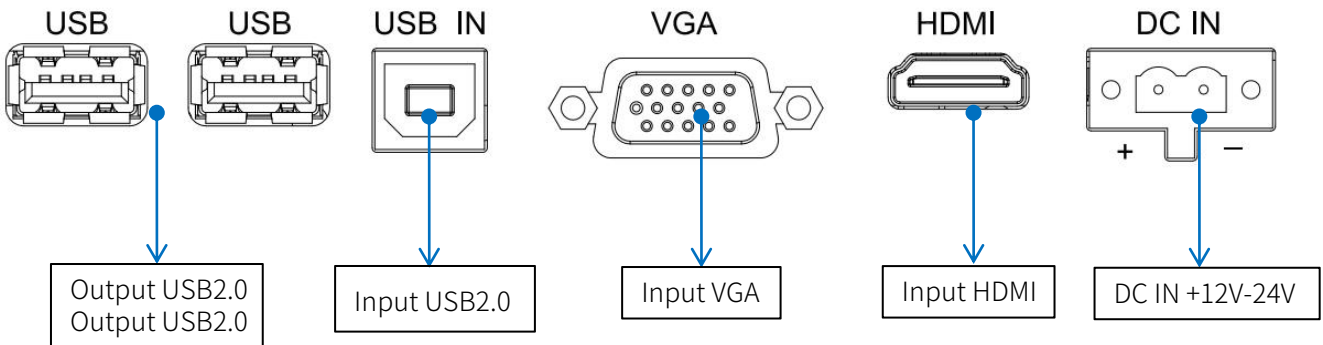 USB USB USB IN VGA HDMI DC IN
+ −
Output USB2.0
Output USB2.0
Input USB2.0
Input VGA
Input HDMI
DC IN +12V-24V